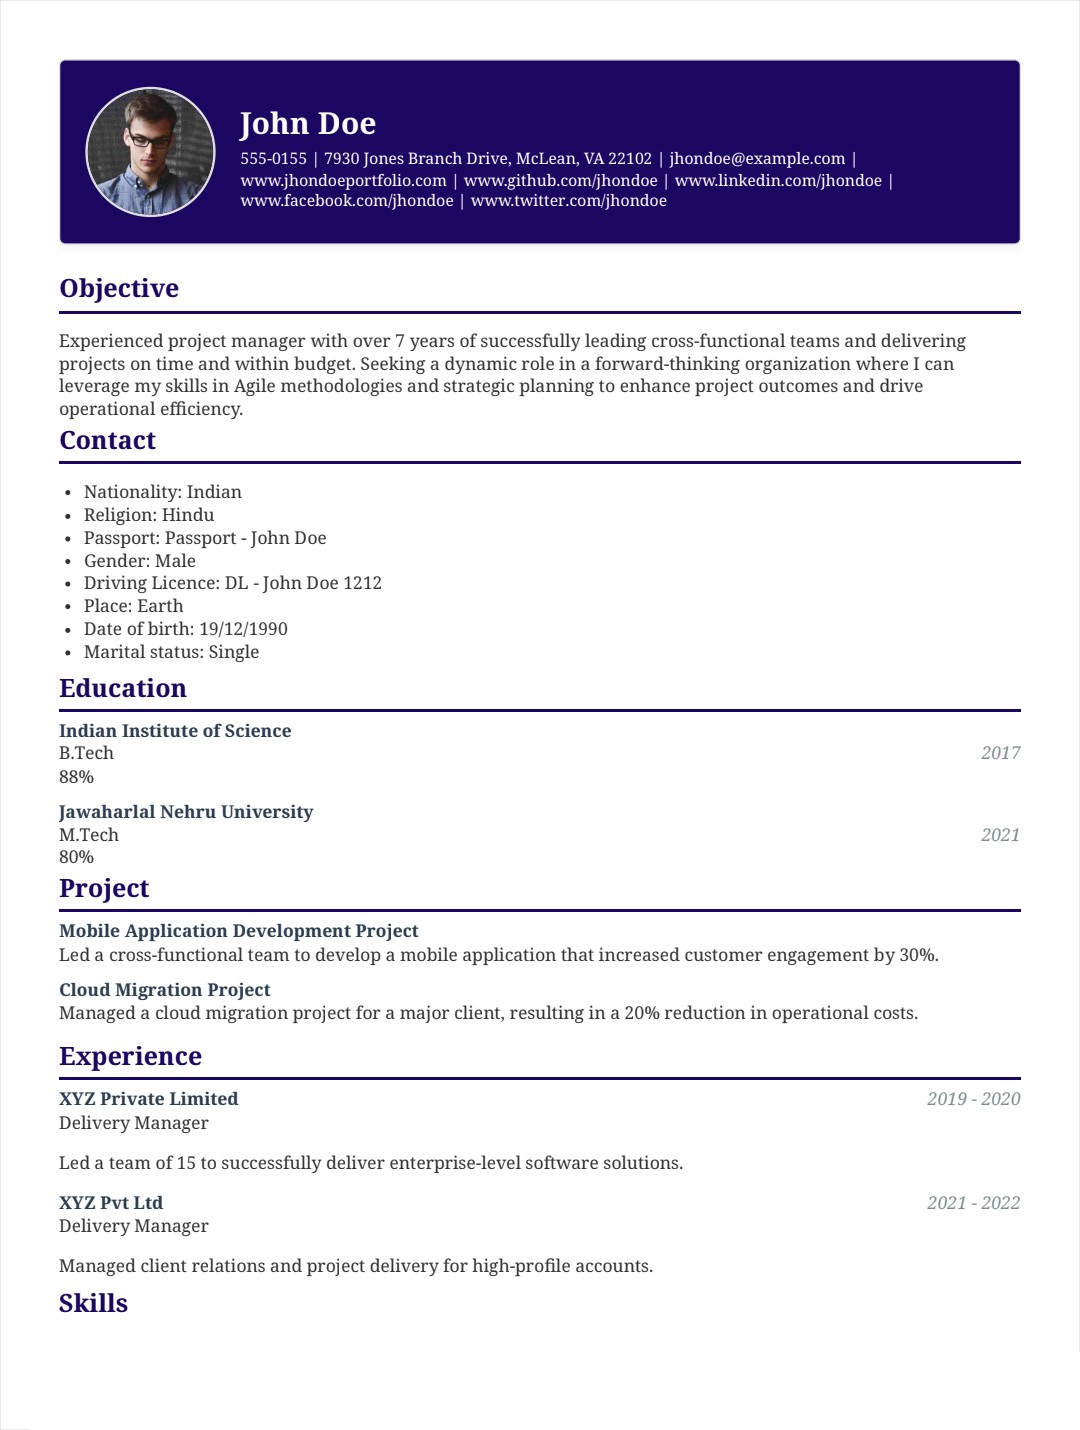 John Doe
555-0155 | 7930 Jones Branch Drive, McLean, VA 22102 | jhondoe@example.com |
www.jhondoeportfolio.com | www.github.com/jhondoe | www.linkedin.com/jhondoe |
www.facebook.com/jhondoe | www.twitter.com/jhondoe
Objective
Experienced project manager with over 7 years of successfully leading cross-functional teams and delivering
projects on time and within budget. Seeking a dynamic role in a forward-thinking organization where I can
leverage my skills in Agile methodologies and strategic planning to enhance project outcomes and drive
operational efficiency.
Contact
• Nationality: Indian
• Religion: Hindu
• Passport: Passport - John Doe
• Gender: Male
• Driving Licence: DL - John Doe 1212
• Place: Earth
• Date of birth: 19/12/1990
• Marital status: Single
Education
Indian Institute of Science
B.Tech 2017
88%
Jawaharlal Nehru University
M.Tech 2021
80%
Project
Mobile Application Development Project
Led a cross-functional team to develop a mobile application that increased customer engagement by 30%.
Cloud Migration Project
Managed a cloud migration project for a major client, resulting in a 20% reduction in operational costs.
Experience
XYZ Private Limited 2019 - 2020
Delivery Manager
Led a team of 15 to successfully deliver enterprise-level software solutions.
XYZ Pvt Ltd 2021 - 2022
Delivery Manager
Managed client relations and project delivery for high-profile accounts.
Skills